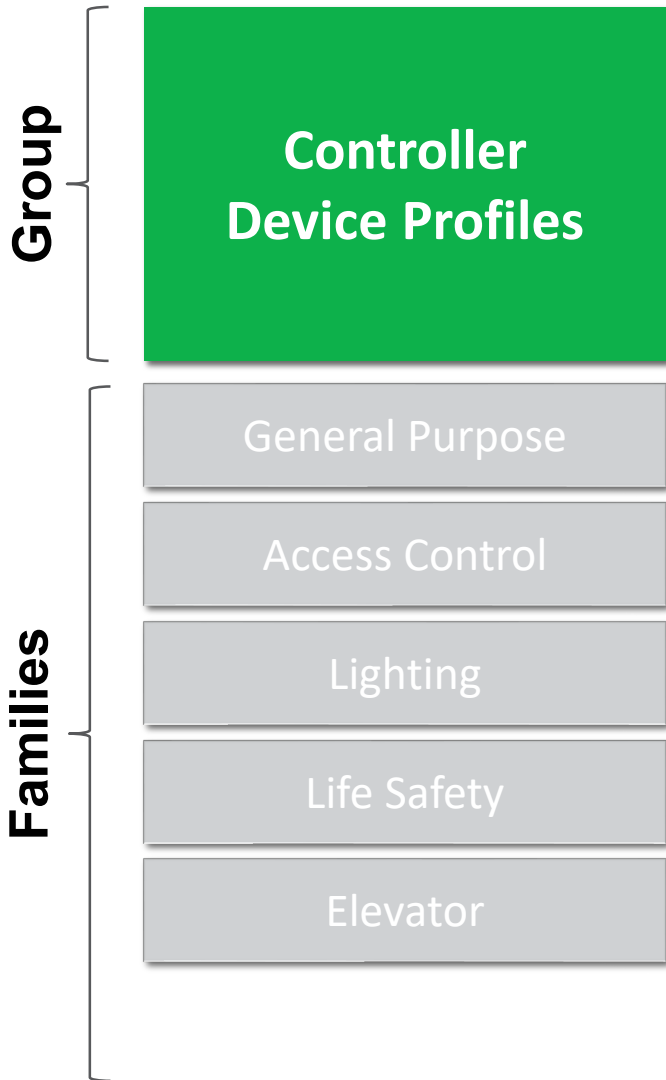 Group
Controller
Device Profiles
Families
General Purpose
Access Control
Lighting
Life Safety
Elevator